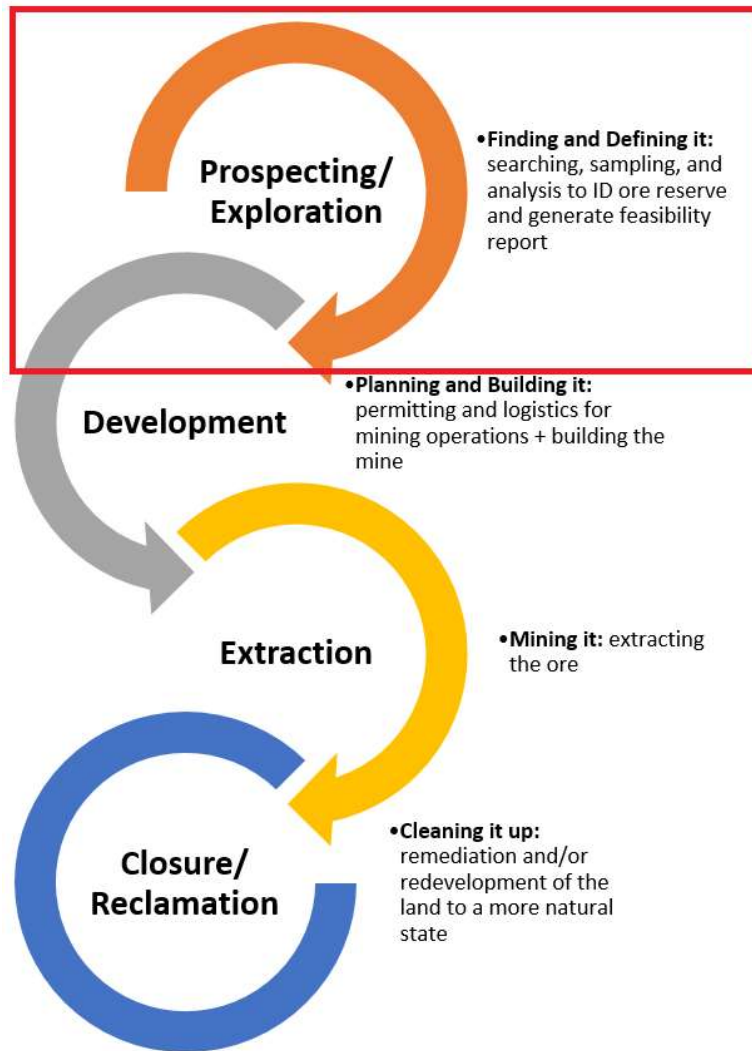 Prospecting/
Exploration
•Finding and Defining it:
searching, sampling, and
analysis to ID ore reserve
and generate feasibility
report
Development
•Planning and Building it:
permitting and logistics for
mining operations + building the
mine
Extraction
•Mining it: extracting
the ore
Closure/
Reclamation
•Cleaning it up:
remediation and/or
redevelopment of the
land to a more natural
state